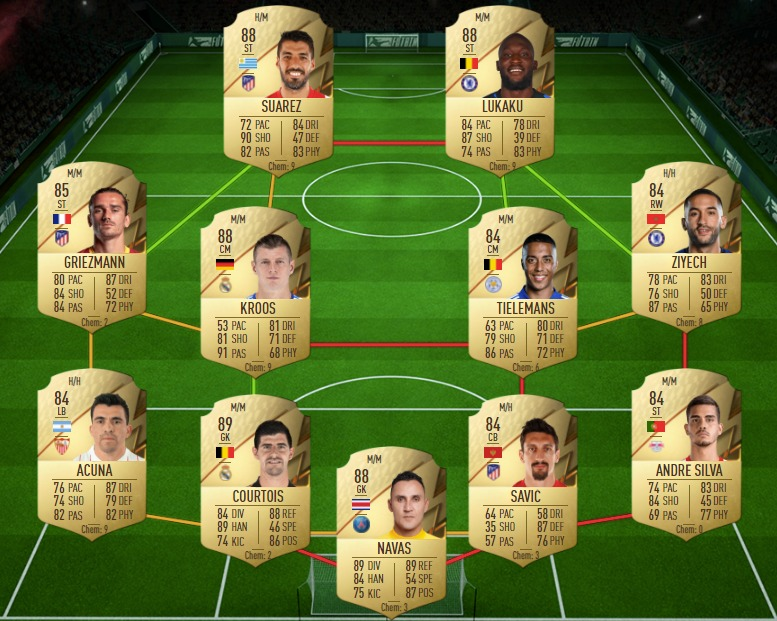 H/M
88
ST
SUAREZ
72 PAC 84 DRI
90 SHO 47 DEF
82 PAS 83 PHY
Chem: 9
M/M
88
ST
LUKAKU
84 PAC 78 DRI
87 SHO 39 DEF
74 PAS 83 PHY
Chem: 9
M/M
85
ST
GRIEZMANN
80 PAC 87 DRI
84 SHO 52 DEF
84 PAS 72 PHY
Chem: 2
M/M
88
CM
KROOS
53 PAC 81 DRI
81 SHO 71 DEF
91 PAS 68 PHY
Chem: 9
M/M
84
CM
TIELEMANS
63 PAC 80 DRI
79 SHO 71 DEF
86 PAS 72 PHY
Chem: 6
H/H
84
RW
ZIYECH
78 PAC 83 DRI
76 SHO 50 DEF
87 PAS 65 PHY
Chem: 8
H/H
84
LB
ACUNA
76 PAC 87 DRI
74 SHO 79 DEF
82 PAS 82 PHY
Chem: 9
M/M
89
GK
COURTOIS
84 DIV 88 REF
89 HAN 46 SPE
74 KIC 86 POS
Chem: 2
M/M
88
GK
NAVAS
89 DIV 89 REF
84 HAN 54 SPE
75 KIC 87 POS
Chem: 3
M/H
84
CB
SAVIC
64 PAC 58 DRI
35 SHO 87 DEF
57 PAS 76 PHY
Chem: 3
M/M
84
ST
ANDRE SILVA
74 PAC 83 DRI
84 SHO 45 DEF
69 PAS 77 PHY
Chem: 0